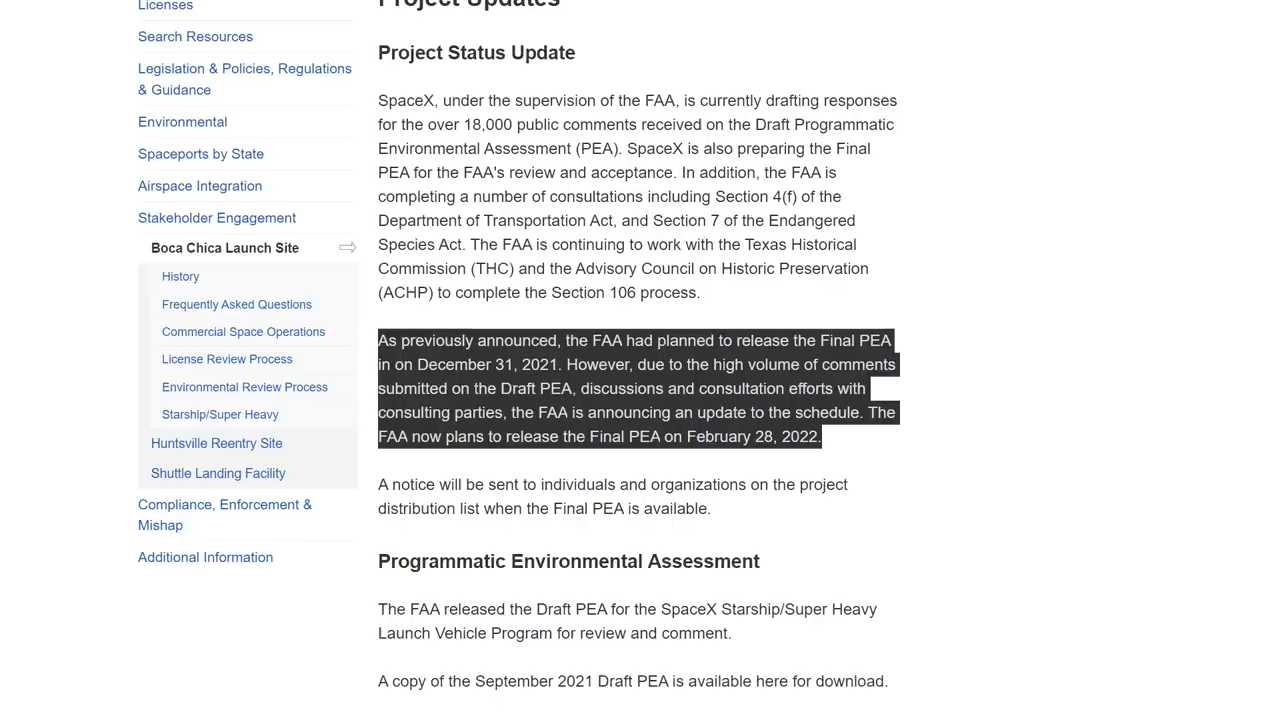 Licenses
Search Resources
Legislation & Policies, Regulations
& Guidance
Environmental
Spaceports by State
Airspace Integration
Stakeholder Engagement
Boca Chica Launch Site
History
Frequently Asked Questions
Commercial Space Operations
License Review Process
Environmental Review Process
Starship/Super Heavy
Huntsville Reentry Site
Shuttle Landing Facility
Compliance, Enforcement &
Mishap
Additional Information
Project Updates
Project Status Update
SpaceX, under the supervision of the FAA, is currently drafting responses
for the over 18,000 public comments received on the Draft Programmatic
Environmental Assessment (PEA). SpaceX is also preparing the Final
PEA for the FAA's review and acceptance. In addition, the FAA is
completing a number of consultations including Section 4(f) of the
Department of Transportation Act, and Section 7 of the Endangered
Species Act. The FAA is continuing to work with the Texas Historical
Commission (THC) and the Advisory Council on Historic Preservation
(ACHP) to complete the Section 106 process.
As previously announced, the FAA had planned to release the Final PEA
in on December 31, 2021. However, due to the high volume of comments
submitted on the Draft PEA, discussions and consultation efforts with
consulting parties, the FAA is announcing an update to the schedule. The
FAA now plans to release the Final PEA on February 28, 2022.
A notice will be sent to individuals and organizations on the project
distribution list when the Final PEA is available.
Programmatic Environmental Assessment
The FAA released the Draft PEA for the SpaceX Starship/Super Heavy
Launch Vehicle Program for review and comment.
A copy of the September 2021 Draft PEA is available here for download.